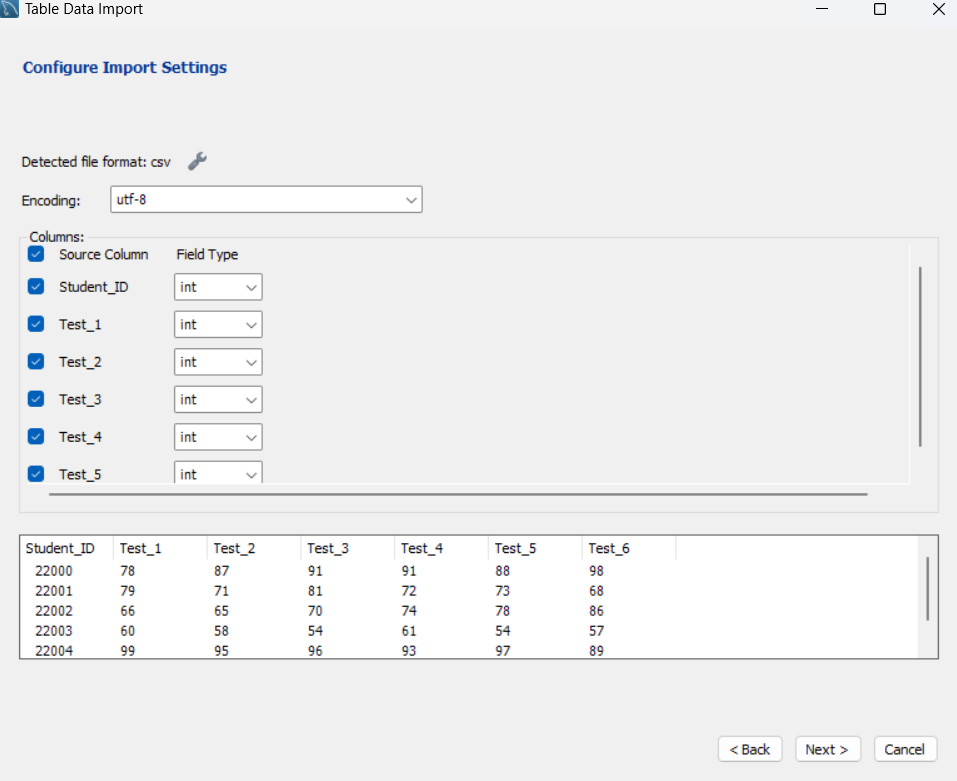 Table Data Import
Configure Import Settings
Detected file format: csv
Encoding: utf-8
Columns:
Source Column Field Type
Student_ID int
Test_1 int
Test_2 int
Test_3 int
Test_4 int
Test_5 int
Student_ID Test_1 Test_2 Test_3 Test_4 Test_5 Test_6
22000 78 87 91 91 88 98
22001 79 71 81 72 73 68
22002 66 65 70 74 78 86
22003 60 58 54 61 54 57
22004 99 95 96 93 97 89
< Back Next > Cancel